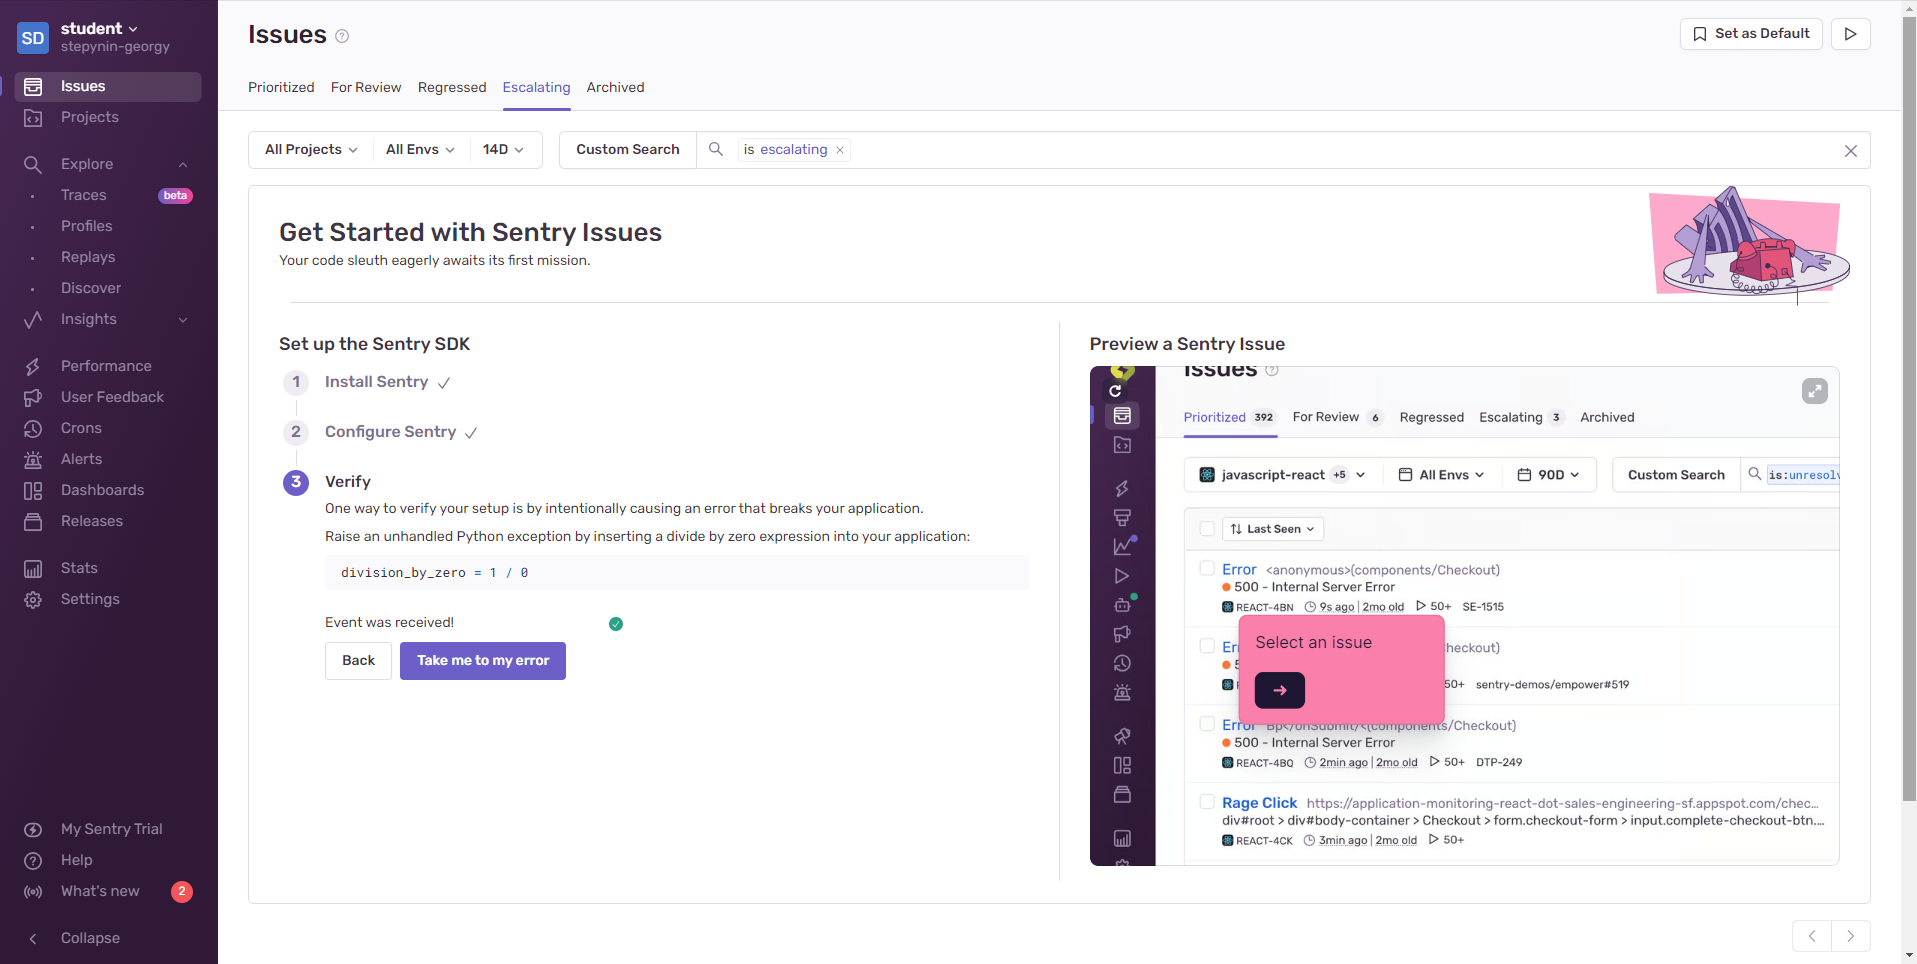 SD
student
stepynin-georgy
Issues
Projects
Explore
Traces
beta
Profiles
Replays
Discover
Insights
Performance
User Feedback
Crons
Alerts
Dashboards
Releases
Stats
Settings
My Sentry Trial
Help
What's new
2
Collapse
Issues
Set as Default
Prioritized
For Review
Regressed
Escalating
Archived
All Projects
All Envs
14D
Custom Search
is escalating
Get Started with Sentry Issues
Your code sleuth eagerly awaits its first mission.
Set up the Sentry SDK
1 Install Sentry
2 Configure Sentry
3 Verify
One way to verify your setup is by intentionally causing an error that breaks your application.
Raise an unhandled Python exception by inserting a divide by zero expression into your application:
division_by_zero = 1 / 0
Event was received!
Back
Take me to my error
Preview a Sentry Issue
Issues
Prioritized 392
For Review 6
Regressed
Escalating 3
Archived
javascript-react +5
All Envs
90D
Custom Search
is:unresolv
Last Seen
Error <anonymous>(components/Checkout)
500 - Internal Server Error
REACT-4BN 9s ago | 2mo old 50+ SE-1515
Select an issue
heckout)
50+ sentry-demos/empower#519
Error Bp</onSubmit/<(components/Checkout)
500 - Internal Server Error
REACT-4BQ 2min ago | 2mo old 50+ DTP-249
Rage Click https://application-monitoring-react-dot-sales-engineering-sf.appspot.com/chec...
div#root > div#body-container > Checkout > form.checkout-form > input.complete-checkout-btn....
REACT-4CK 3min ago | 2mo old 50+